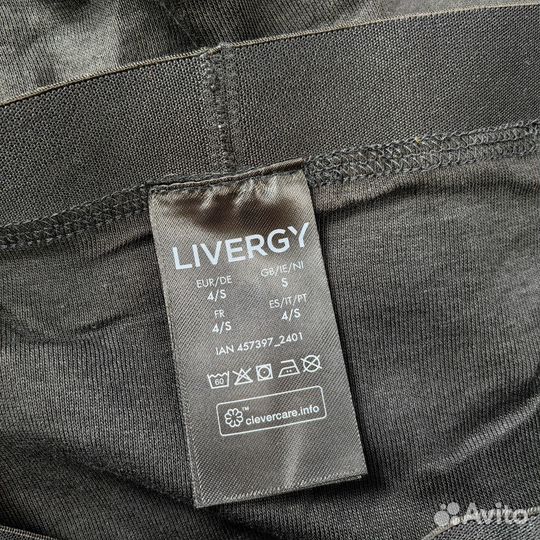 LIVERGY
EUR/DE GB/IE/NI
4/S S
FR ES/IT/PT
4/S 4/S
IAN 457397_2401
60
™ clevercare.info
Avito